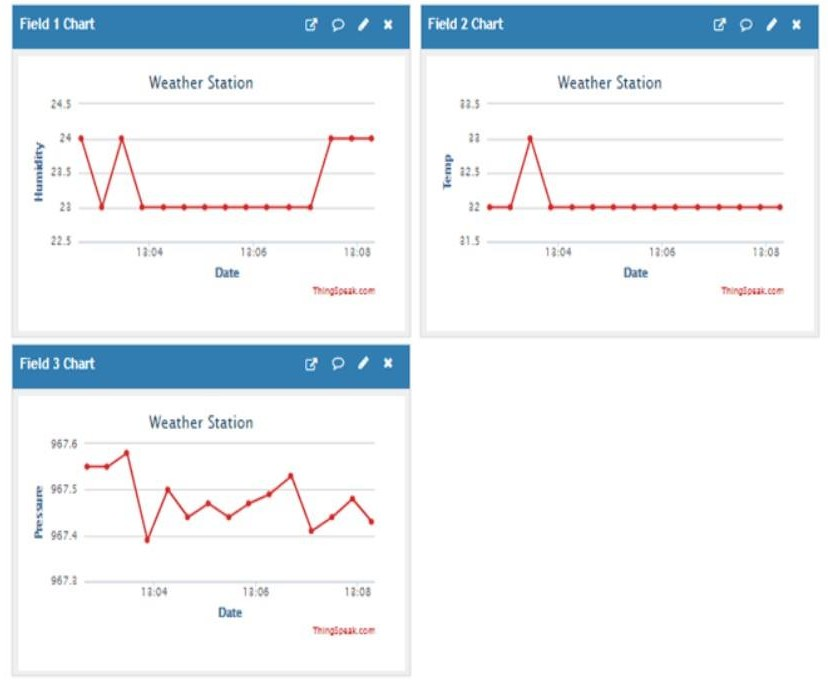 Field 1 Chart
Weather Station
24.5
24
23.5
23
22.5
Humidity
13:04 13:06 13:08
Date
ThingSpeak.com
Field 2 Chart
Weather Station
33.5
33
32.5
32
31.5
Temp
13:04 13:06 13:08
Date
ThingSpeak.com
Field 3 Chart
Weather Station
967.6
967.5
967.4
967.3
Pressure
13:04 13:06 13:08
Date
ThingSpeak.com